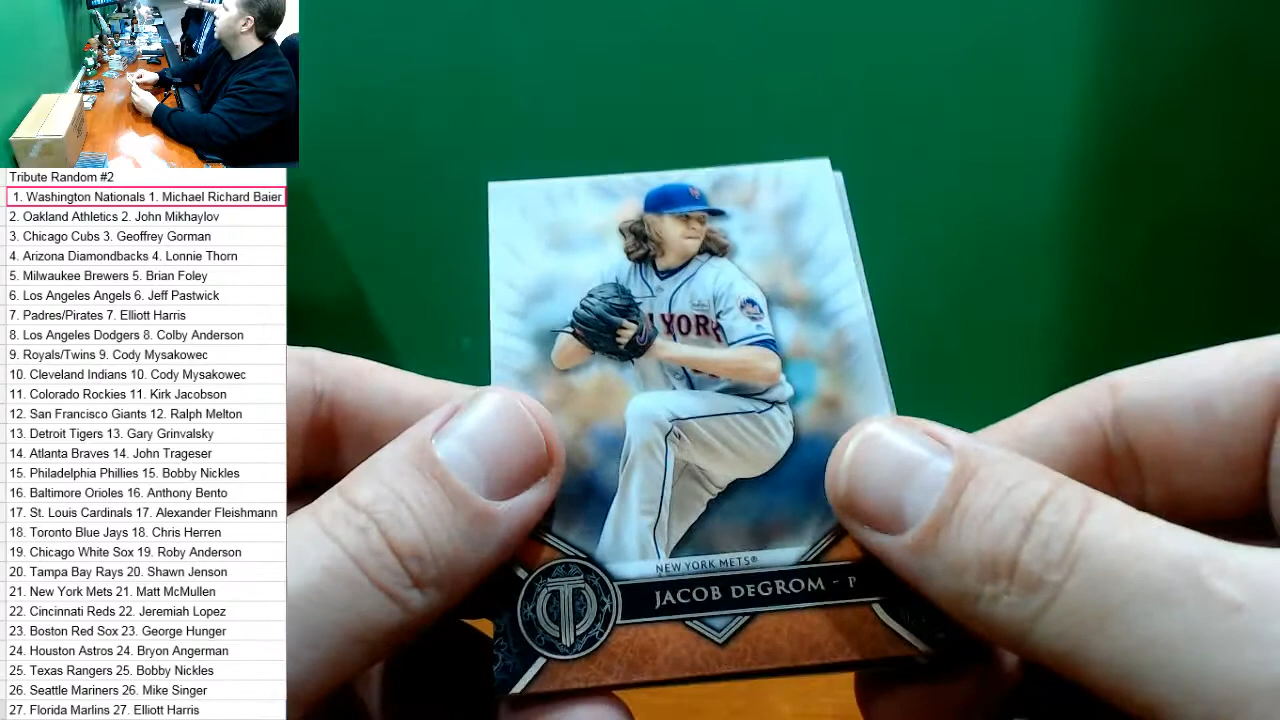 Tribute Random #2
1. Washington Nationals 1. Michael Richard Baier
2. Oakland Athletics 2. John Mikhaylov
3. Chicago Cubs 3. Geoffrey Gorman
4. Arizona Diamondbacks 4. Lonnie Thorn
5. Milwaukee Brewers 5. Brian Foley
6. Los Angeles Angels 6. Jeff Pastwick
7. Padres/Pirates 7. Elliott Harris
8. Los Angeles Dodgers 8. Colby Anderson
9. Royals/Twins 9. Cody Mysakowec
10. Cleveland Indians 10. Cody Mysakowec
11. Colorado Rockies 11. Kirk Jacobson
12. San Francisco Giants 12. Ralph Melton
13. Detroit Tigers 13. Gary Grinvalsky
14. Atlanta Braves 14. John Trageser
15. Philadelphia Phillies 15. Bobby Nickles
16. Baltimore Orioles 16. Anthony Bento
17. St. Louis Cardinals 17. Alexander Fleishmann
18. Toronto Blue Jays 18. Chris Herren
19. Chicago White Sox 19. Roby Anderson
20. Tampa Bay Rays 20. Shawn Jenson
21. New York Mets 21. Matt McMullen
22. Cincinnati Reds 22. Jeremiah Lopez
23. Boston Red Sox 23. George Hunger
24. Houston Astros 24. Bryon Angerman
25. Texas Rangers 25. Bobby Nickles
26. Seattle Mariners 26. Mike Singer
27. Florida Marlins 27. Elliott Harris
YORK
NEW YORK METS®
JACOB DEGROM - P
T